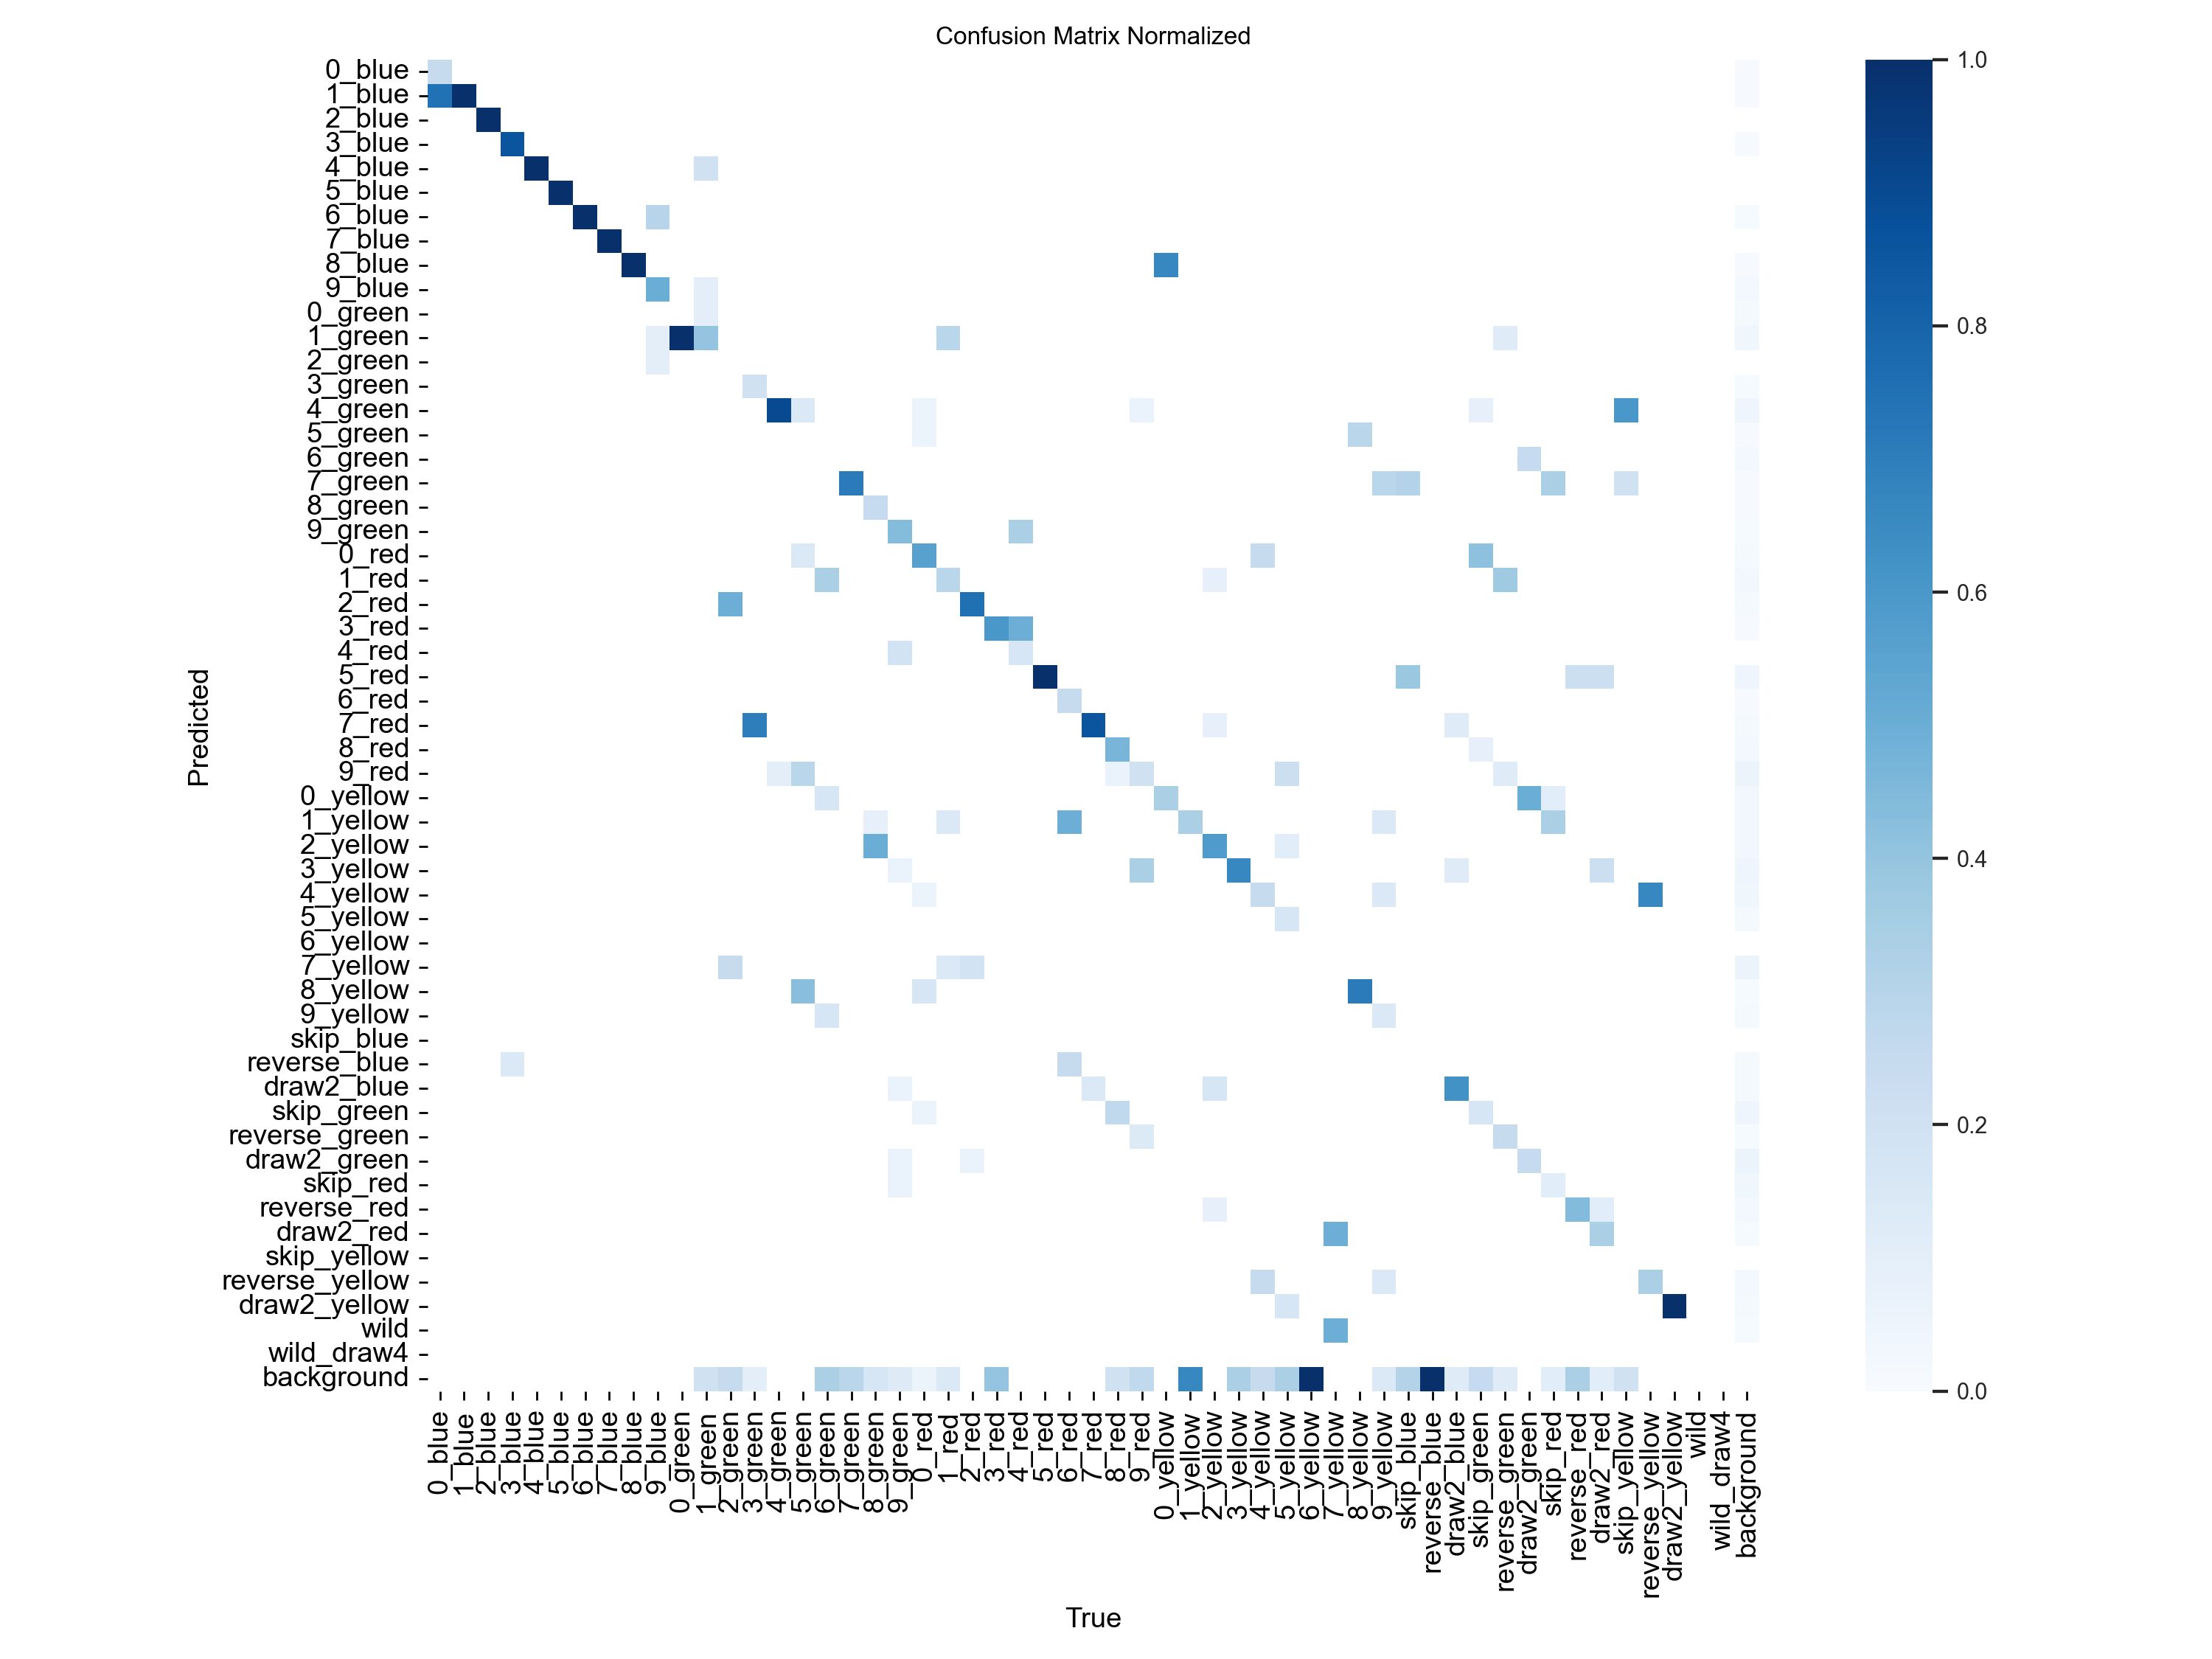 Confusion Matrix Normalized
0_blue
1_blue
2_blue
3_blue
4_blue
5_blue
6_blue
7_blue
8_blue
9_blue
0_green
1_green
2_green
3_green
4_green
5_green
6_green
7_green
8_green
9_green
0_red
1_red
2_red
3_red
4_red
5_red
6_red
7_red
8_red
9_red
0_yellow
1_yellow
2_yellow
3_yellow
4_yellow
5_yellow
6_yellow
7_yellow
8_yellow
9_yellow
skip_blue
reverse_blue
draw2_blue
skip_green
reverse_green
draw2_green
skip_red
reverse_red
draw2_red
skip_yellow
reverse_yellow
draw2_yellow
wild
wild_draw4
background
Predicted
0_blue
1_blue
2_blue
3_blue
4_blue
5_blue
6_blue
7_blue
8_blue
9_blue
0_green
1_green
2_green
3_green
4_green
5_green
6_green
7_green
8_green
9_green
0_red
1_red
2_red
3_red
4_red
5_red
6_red
7_red
8_red
9_red
0_yellow
1_yellow
2_yellow
3_yellow
4_yellow
5_yellow
6_yellow
7_yellow
8_yellow
9_yellow
skip_blue
reverse_blue
draw2_blue
skip_green
reverse_green
draw2_green
skip_red
reverse_red
draw2_red
skip_yellow
reverse_yellow
draw2_yellow
wild
wild_draw4
background
True
1.0
0.8
0.6
0.4
0.2
0.0